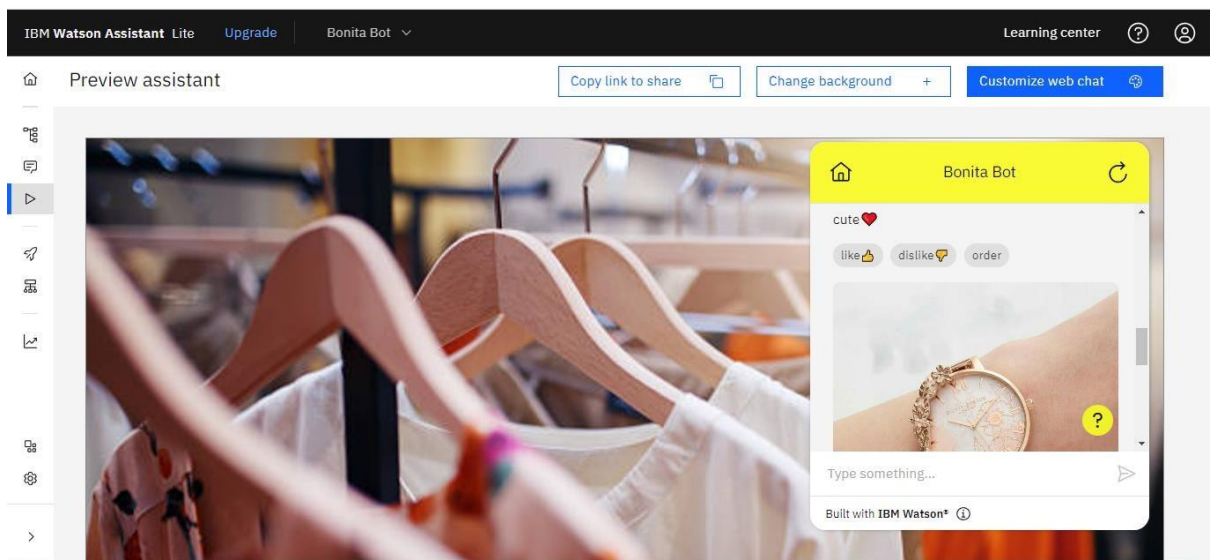 IBM Watson Assistant Lite Upgrade Bonita Bot Learning center
Preview assistant Copy link to share Change background + Customize web chat
Bonita Bot
cute❤️
like👍 dislike👎 order
?
Type something...
Built with IBM Watson®